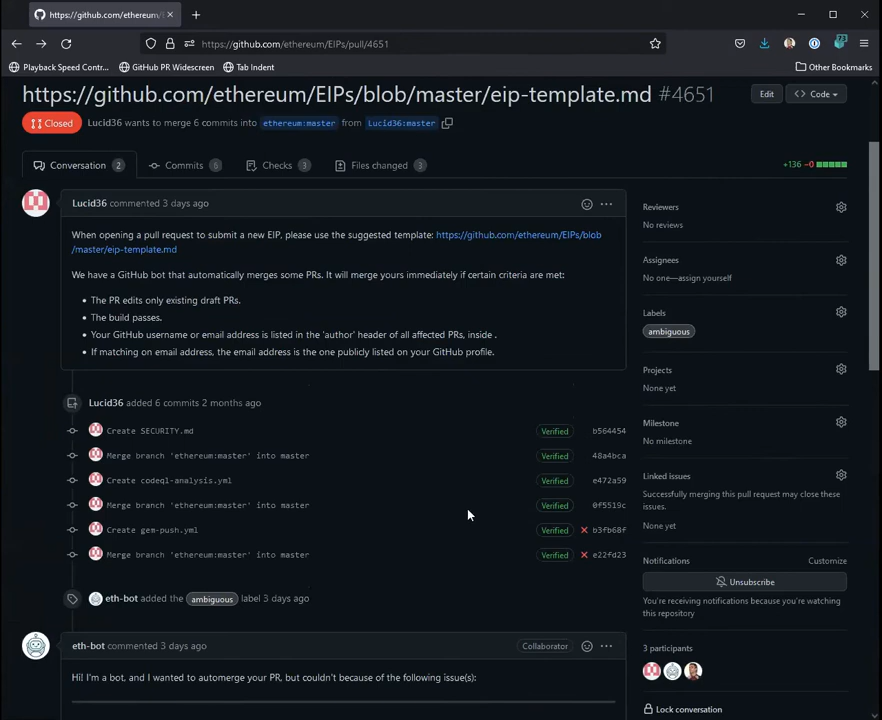 https://github.com/ethereum/E
https://github.com/ethereum/EIPs/pull/4651
73
Playback Speed Contr...
GitHub PR Widescreen
Tab Indent
Other Bookmarks
https://github.com/ethereum/EIPs/blob/master/eip-template.md #4651
Edit
<> Code
Closed
Lucid36 wants to merge 6 commits into ethereum:master from Lucid36:master
Conversation 2
Commits 6
Checks 3
Files changed 3
+136 −0
Lucid36 commented 3 days ago
When opening a pull request to submit a new EIP, please use the suggested template: https://github.com/ethereum/EIPs/blob
/master/eip-template.md
We have a GitHub bot that automatically merges some PRs. It will merge yours immediately if certain criteria are met:
• The PR edits only existing draft PRs.
• The build passes.
• Your GitHub username or email address is listed in the 'author' header of all affected PRs, inside .
• If matching on email address, the email address is the one publicly listed on your GitHub profile.
Lucid36 added 6 commits 2 months ago
Create SECURITY.md Verified b564454
Merge branch 'ethereum:master' into master Verified 48a4bca
Create codeql-analysis.yml Verified e472a59
Merge branch 'ethereum:master' into master Verified 0f5519c
Create gem-push.yml Verified b3fb68f
Merge branch 'ethereum:master' into master Verified e22fd23
eth-bot added the ambiguous label 3 days ago
eth-bot commented 3 days ago
Collaborator
Hi! I'm a bot, and I wanted to automerge your PR, but couldn't because of the following issue(s):
Reviewers
No reviews
Assignees
No one—assign yourself
Labels
ambiguous
Projects
None yet
Milestone
No milestone
Linked issues
Successfully merging this pull request may close these
issues.
None yet
Notifications
Customize
Unsubscribe
You're receiving notifications because you're watching
this repository
3 participants
Lock conversation